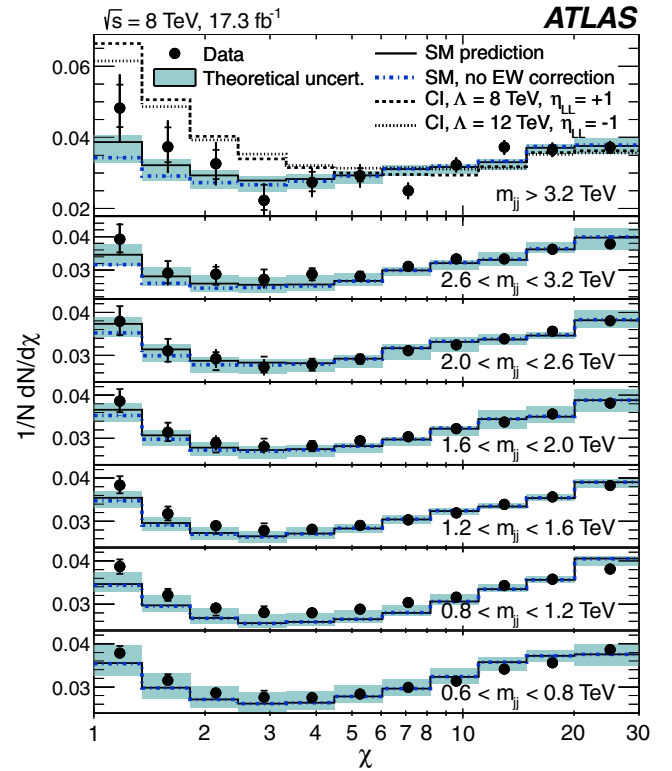 √s = 8 TeV, 17.3 fb⁻¹ ATLAS
Data
Theoretical uncert.
SM prediction
SM, no EW correction
CI, Λ = 8 TeV, η_LL = +1
CI, Λ = 12 TeV, η_LL = -1
0.06
0.04
0.02
m_jj > 3.2 TeV
0.04
0.03
2.6 < m_jj < 3.2 TeV
0.04
0.03
2.0 < m_jj < 2.6 TeV
0.04
0.03
1.6 < m_jj < 2.0 TeV
0.04
0.03
1.2 < m_jj < 1.6 TeV
0.04
0.03
0.8 < m_jj < 1.2 TeV
0.04
0.03
0.6 < m_jj < 0.8 TeV
1/N dN/dχ
1 2 3 4 5 6 7 8 10 20 30
χ